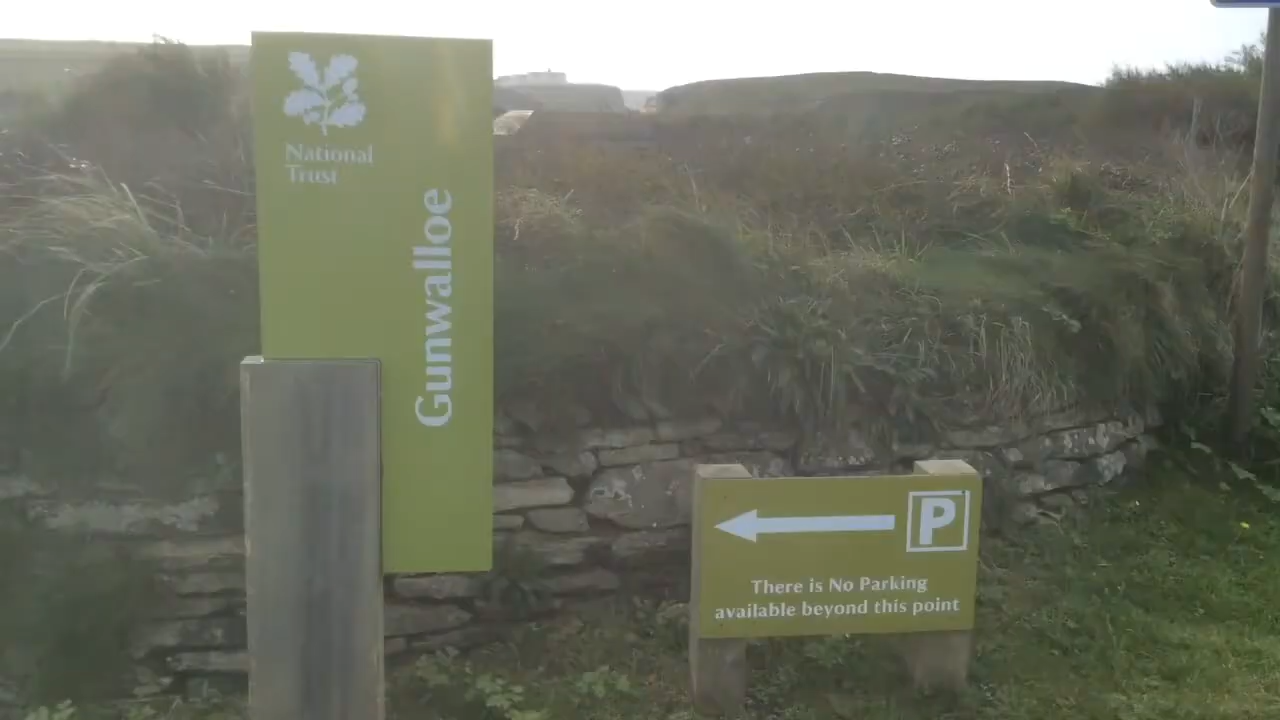 National
Trust
Gunwalloe
P
There is No Parking
available beyond this point